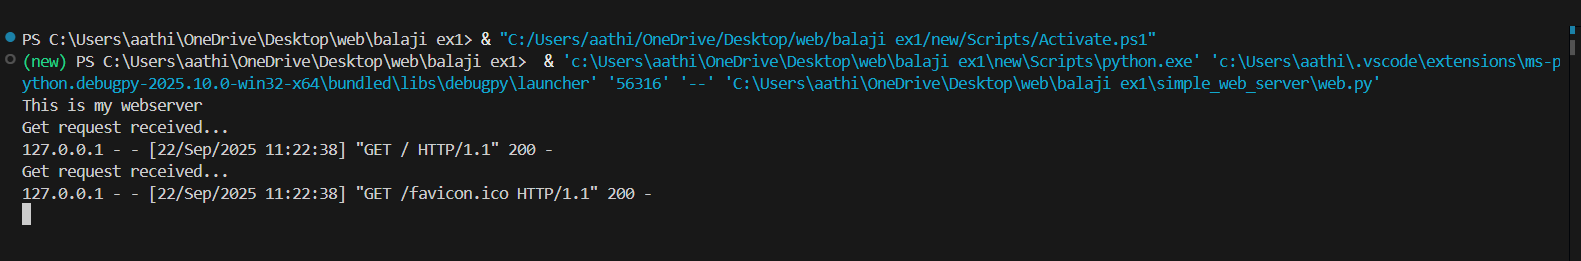 PS C:\Users\aathi\OneDrive\Desktop\web\balaji ex1> & "C:/Users/aathi/OneDrive/Desktop/web/balaji ex1/new/Scripts/Activate.ps1"
(new) PS C:\Users\aathi\OneDrive\Desktop\web\balaji ex1>  & 'c:\Users\aathi\OneDrive\Desktop\web\balaji ex1\new\Scripts\python.exe' 'c:\Users\aathi\.vscode\extensions\ms-p
ython.debugpy-2025.10.0-win32-x64\bundled\libs\debugpy\launcher' '56316' '--' 'C:\Users\aathi\OneDrive\Desktop\web\balaji ex1\simple_web_server\web.py'
This is my webserver
Get request received...
127.0.0.1 - - [22/Sep/2025 11:22:38] "GET / HTTP/1.1" 200 -
Get request received...
127.0.0.1 - - [22/Sep/2025 11:22:38] "GET /favicon.ico HTTP/1.1" 200 -